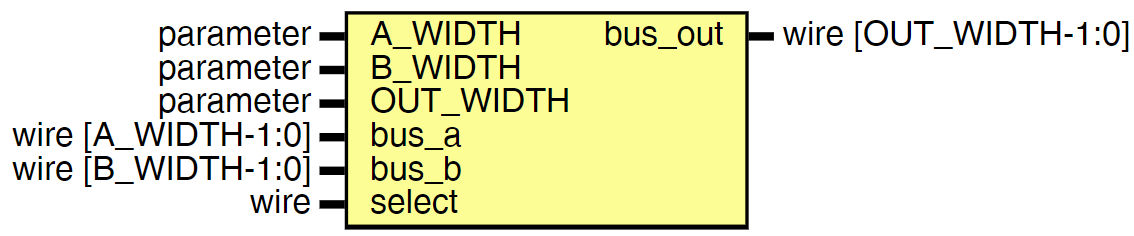 parameter A_WIDTH bus_out wire [OUT_WIDTH-1:0]
parameter B_WIDTH
parameter OUT_WIDTH
wire [A_WIDTH-1:0] bus_a
wire [B_WIDTH-1:0] bus_b
wire select